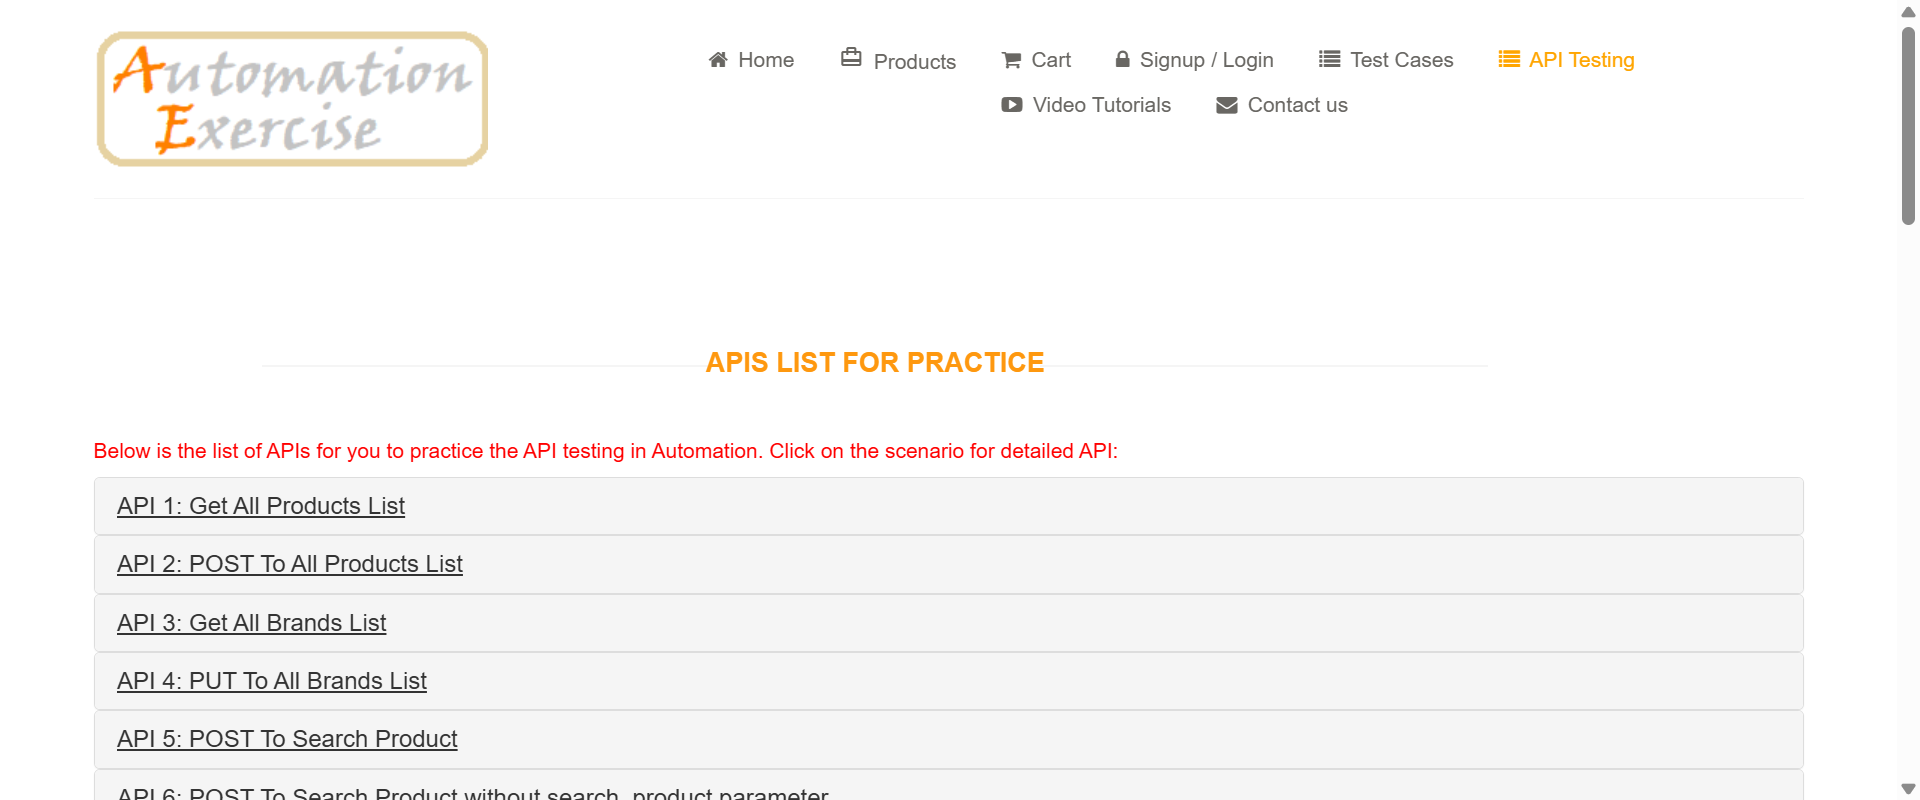 Automation
Exercise
Home
Products
Cart
Signup / Login
Test Cases
API Testing
Video Tutorials
Contact us
APIS LIST FOR PRACTICE
Below is the list of APIs for you to practice the API testing in Automation. Click on the scenario for detailed API:
API 1: Get All Products List
API 2: POST To All Products List
API 3: Get All Brands List
API 4: PUT To All Brands List
API 5: POST To Search Product
API 6: POST To Search Product without search_product parameter